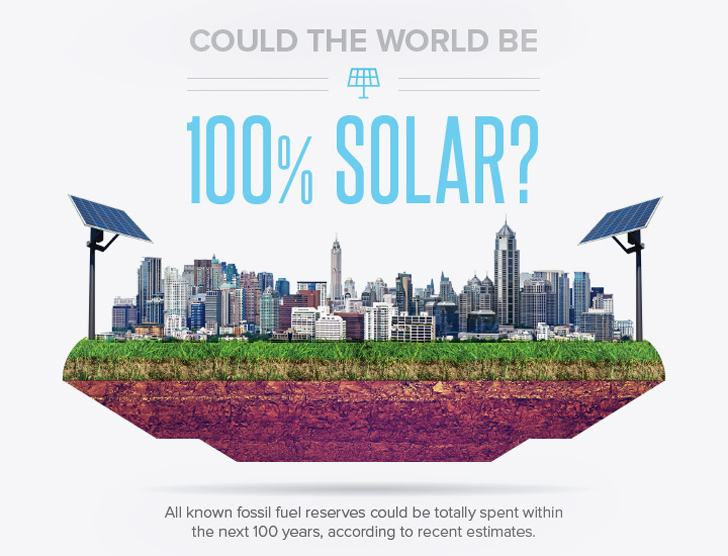 COULD THE WORLD BE
100% SOLAR?
All known fossil fuel reserves could be totally spent within
the next 100 years, according to recent estimates.